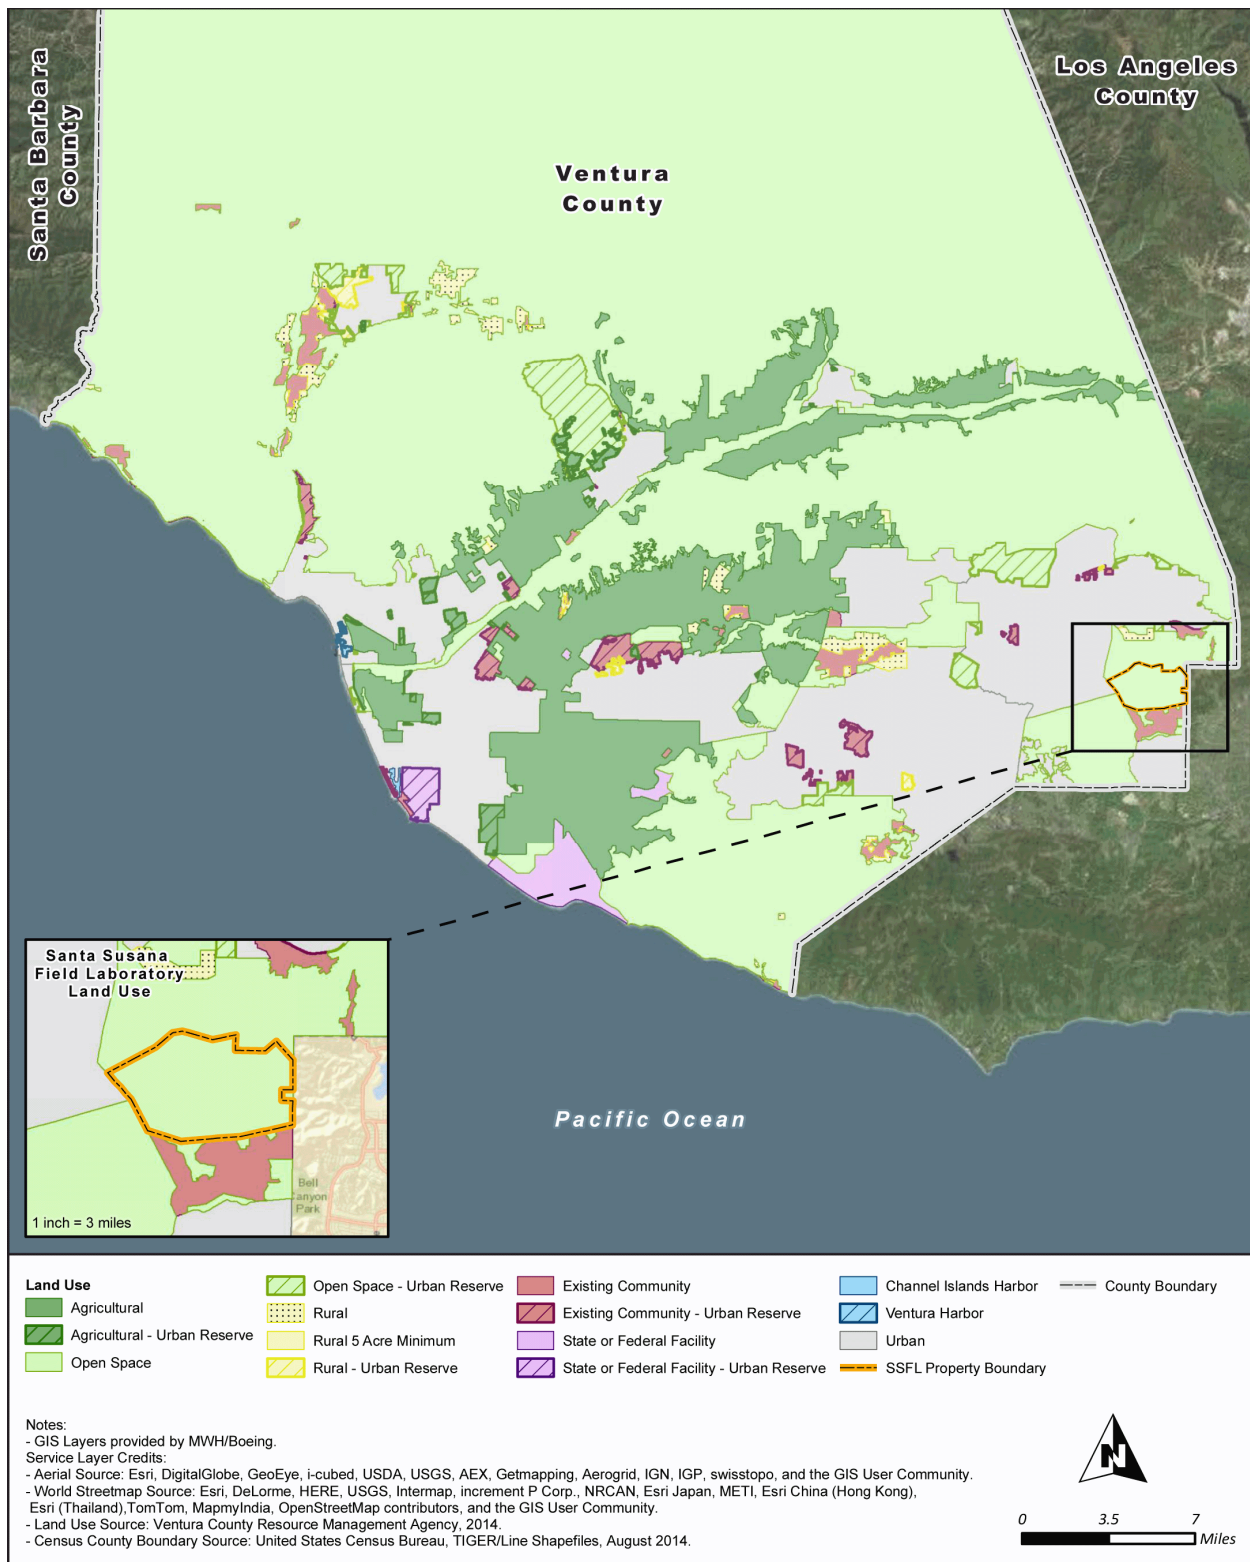 Santa Barbara
County
Los Angeles
County
Ventura
County
Pacific Ocean
Santa Susana
Field Laboratory
Land Use
Bell
Canyon
Park
1 inch = 3 miles
Land Use
Agricultural
Agricultural - Urban Reserve
Open Space
Open Space - Urban Reserve
Rural
Rural 5 Acre Minimum
Rural - Urban Reserve
Existing Community
Existing Community - Urban Reserve
State or Federal Facility
State or Federal Facility - Urban Reserve
Channel Islands Harbor
Ventura Harbor
Urban
SSFL Property Boundary
County Boundary
Notes:
- GIS Layers provided by MWH/Boeing.
Service Layer Credits:
- Aerial Source: Esri, DigitalGlobe, GeoEye, i-cubed, USDA, USGS, AEX, Getmapping, Aerogrid, IGN, IGP, swisstopo, and the GIS User Community.
- World Streetmap Source: Esri, DeLorme, HERE, USGS, Intermap, increment P Corp., NRCAN, Esri Japan, METI, Esri China (Hong Kong),
Esri (Thailand),TomTom, MapmyIndia, OpenStreetMap contributors, and the GIS User Community.
- Land Use Source: Ventura County Resource Management Agency, 2014.
- Census County Boundary Source: United States Census Bureau, TIGER/Line Shapefiles, August 2014.
N
0 3.5 7
Miles